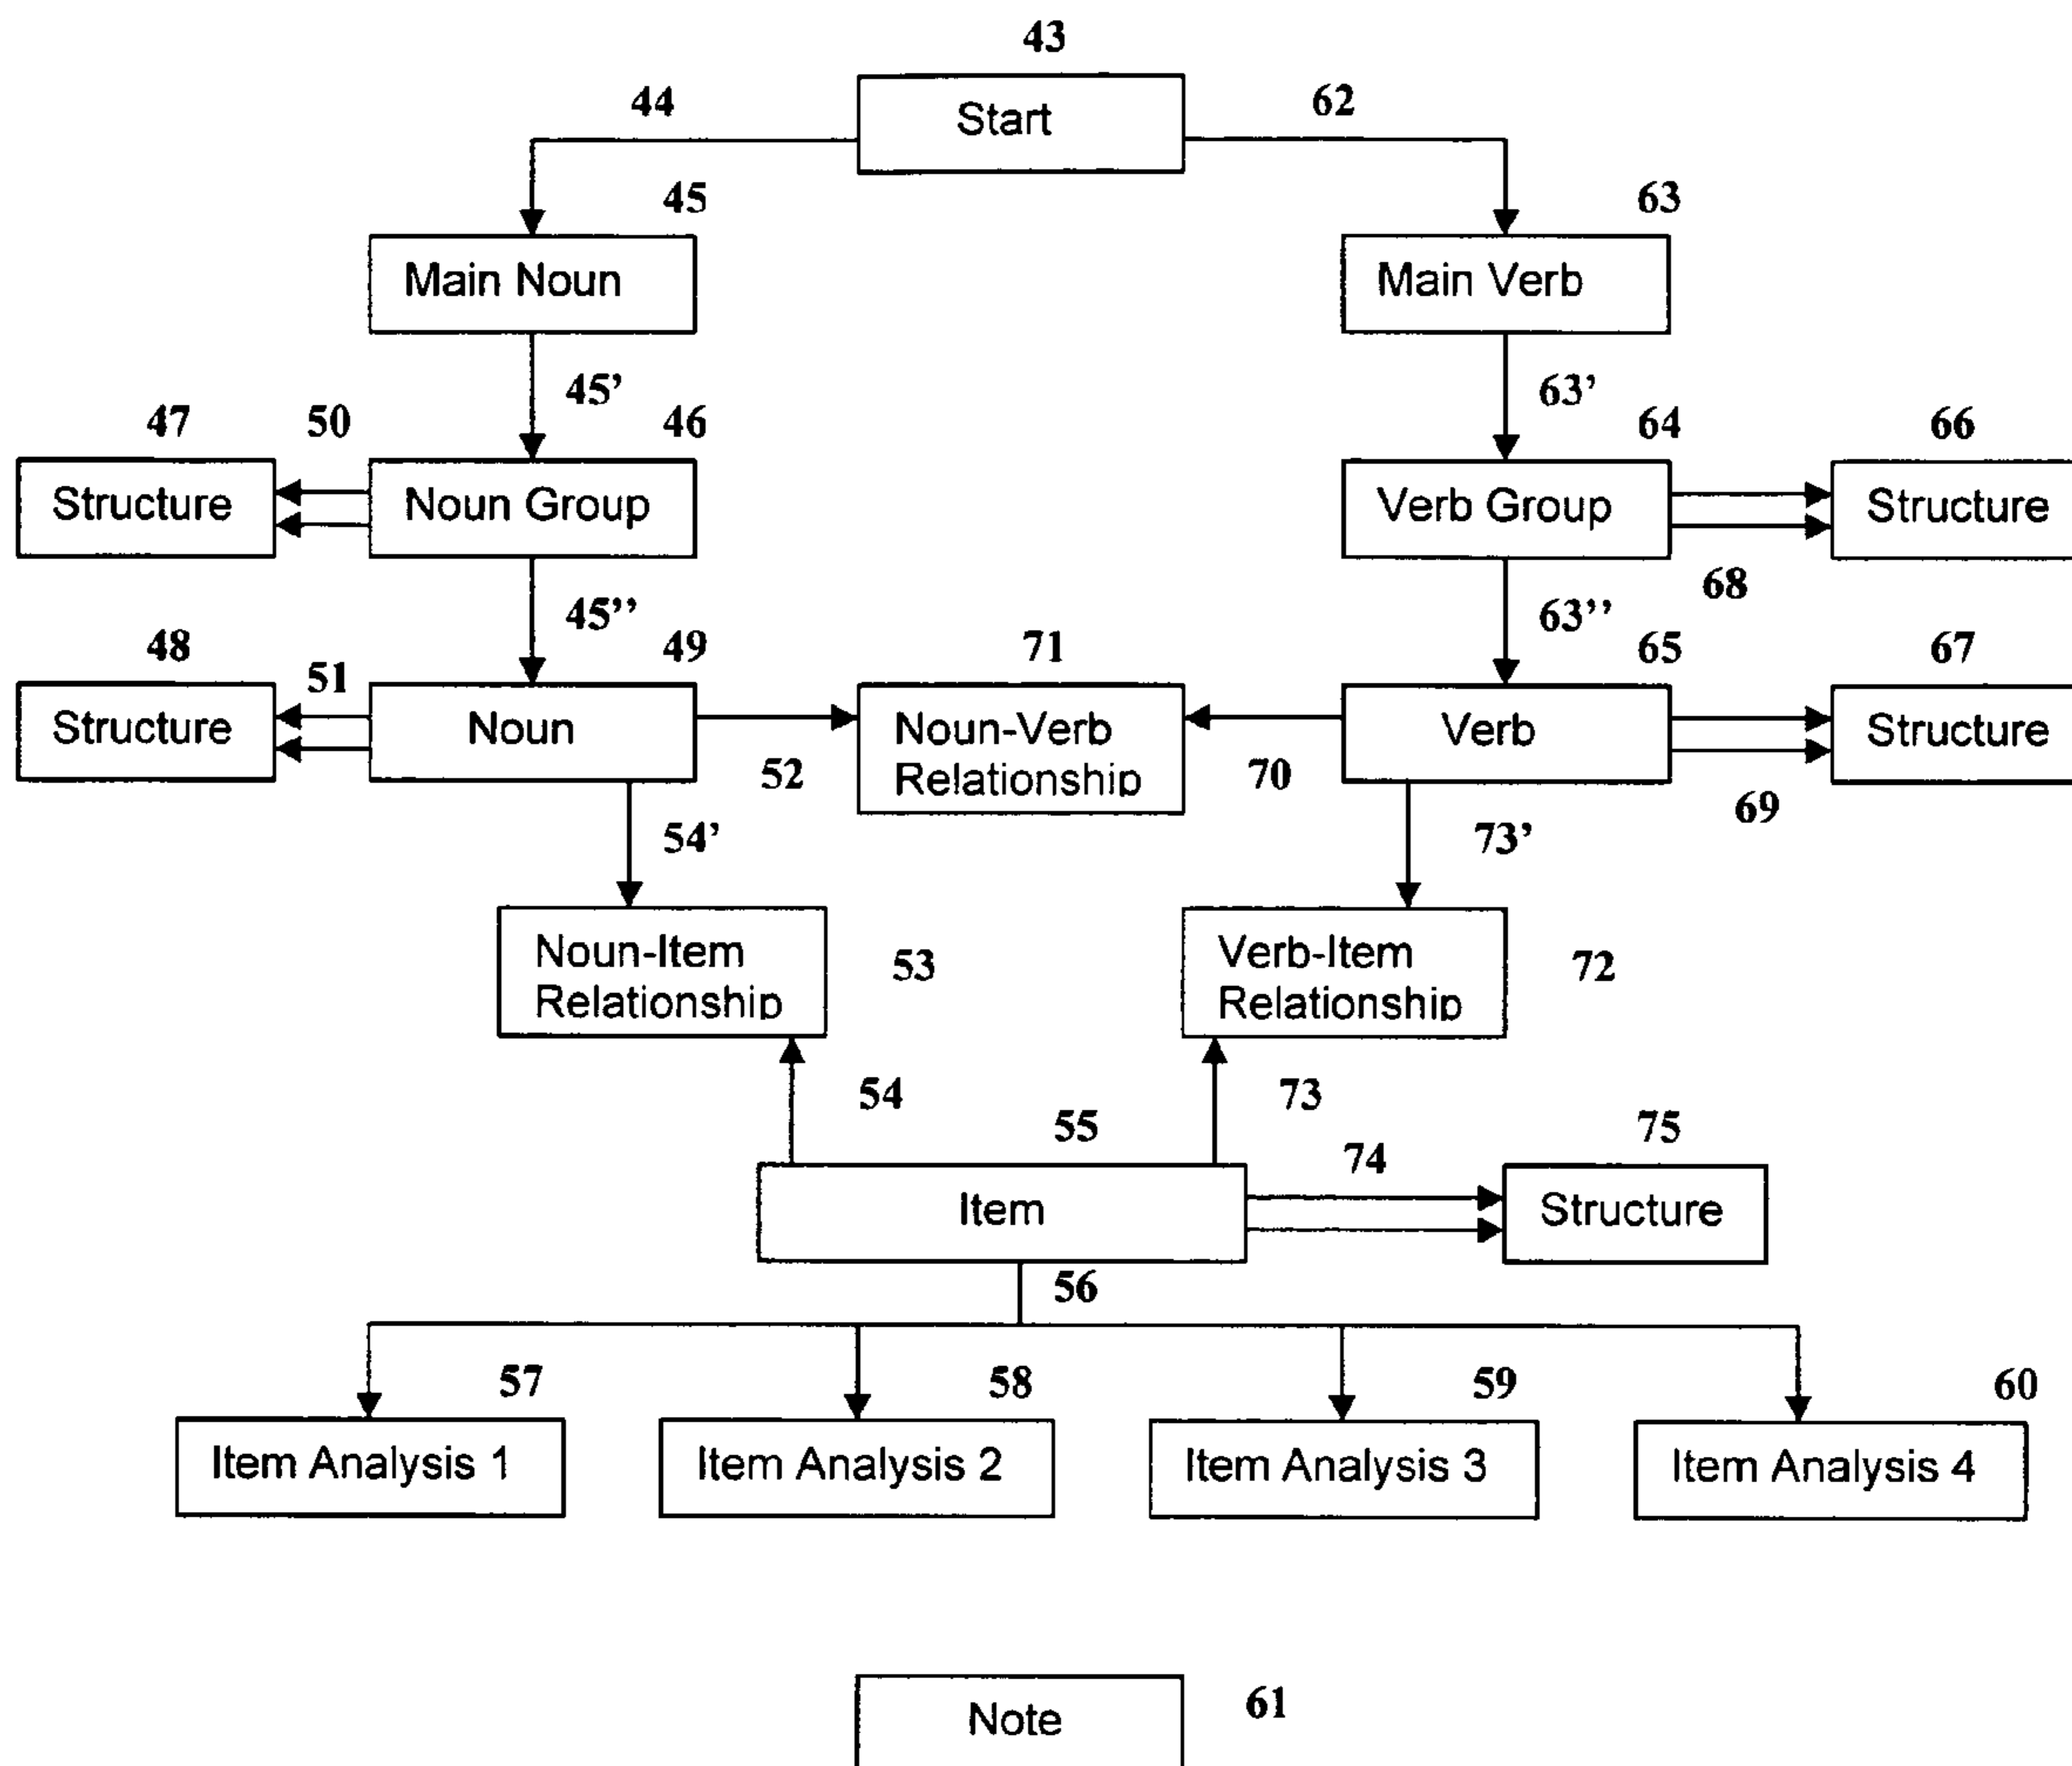 43
44
Start
62
45
63
Main Noun
Main Verb
45’
63’
47
50
46
64
66
Structure
Noun Group
Verb Group
Structure
45’’
63’’
68
48
51
49
71
65
67
Structure
Noun
Noun-Verb
Relationship
Verb
Structure
52
70
69
54’
73’
Noun-Item
Relationship
53
Verb-Item
Relationship
72
54
55
73
74
75
Item
Structure
56
57
58
59
60
Item Analysis 1
Item Analysis 2
Item Analysis 3
Item Analysis 4
Note
61